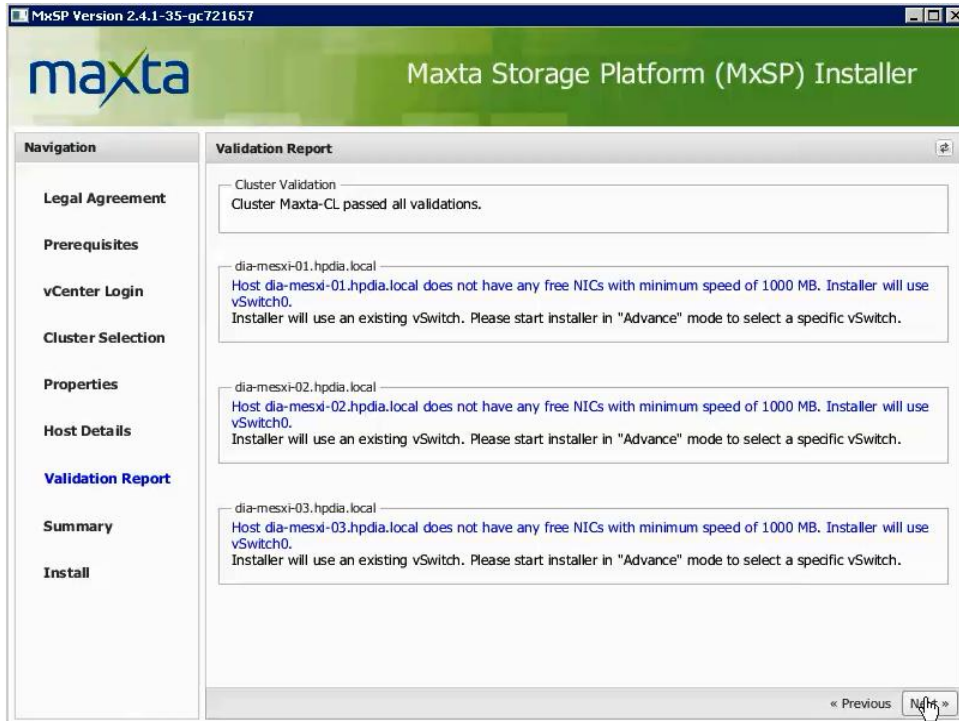 MxSP Version 2.4.1-35-gc721657
maxta
Maxta Storage Platform (MxSP) Installer
Navigation
Legal Agreement
Prerequisites
vCenter Login
Cluster Selection
Properties
Host Details
Validation Report
Summary
Install
Validation Report
Cluster Validation
Cluster Maxta-CL passed all validations.
dia-mesxi-01.hpdia.local
Host dia-mesxi-01.hpdia.local does not have any free NICs with minimum speed of 1000 MB. Installer will use
vSwitch0.
Installer will use an existing vSwitch. Please start installer in "Advance" mode to select a specific vSwitch.
dia-mesxi-02.hpdia.local
Host dia-mesxi-02.hpdia.local does not have any free NICs with minimum speed of 1000 MB. Installer will use
vSwitch0.
Installer will use an existing vSwitch. Please start installer in "Advance" mode to select a specific vSwitch.
dia-mesxi-03.hpdia.local
Host dia-mesxi-03.hpdia.local does not have any free NICs with minimum speed of 1000 MB. Installer will use
vSwitch0.
Installer will use an existing vSwitch. Please start installer in "Advance" mode to select a specific vSwitch.
« Previous
Next »